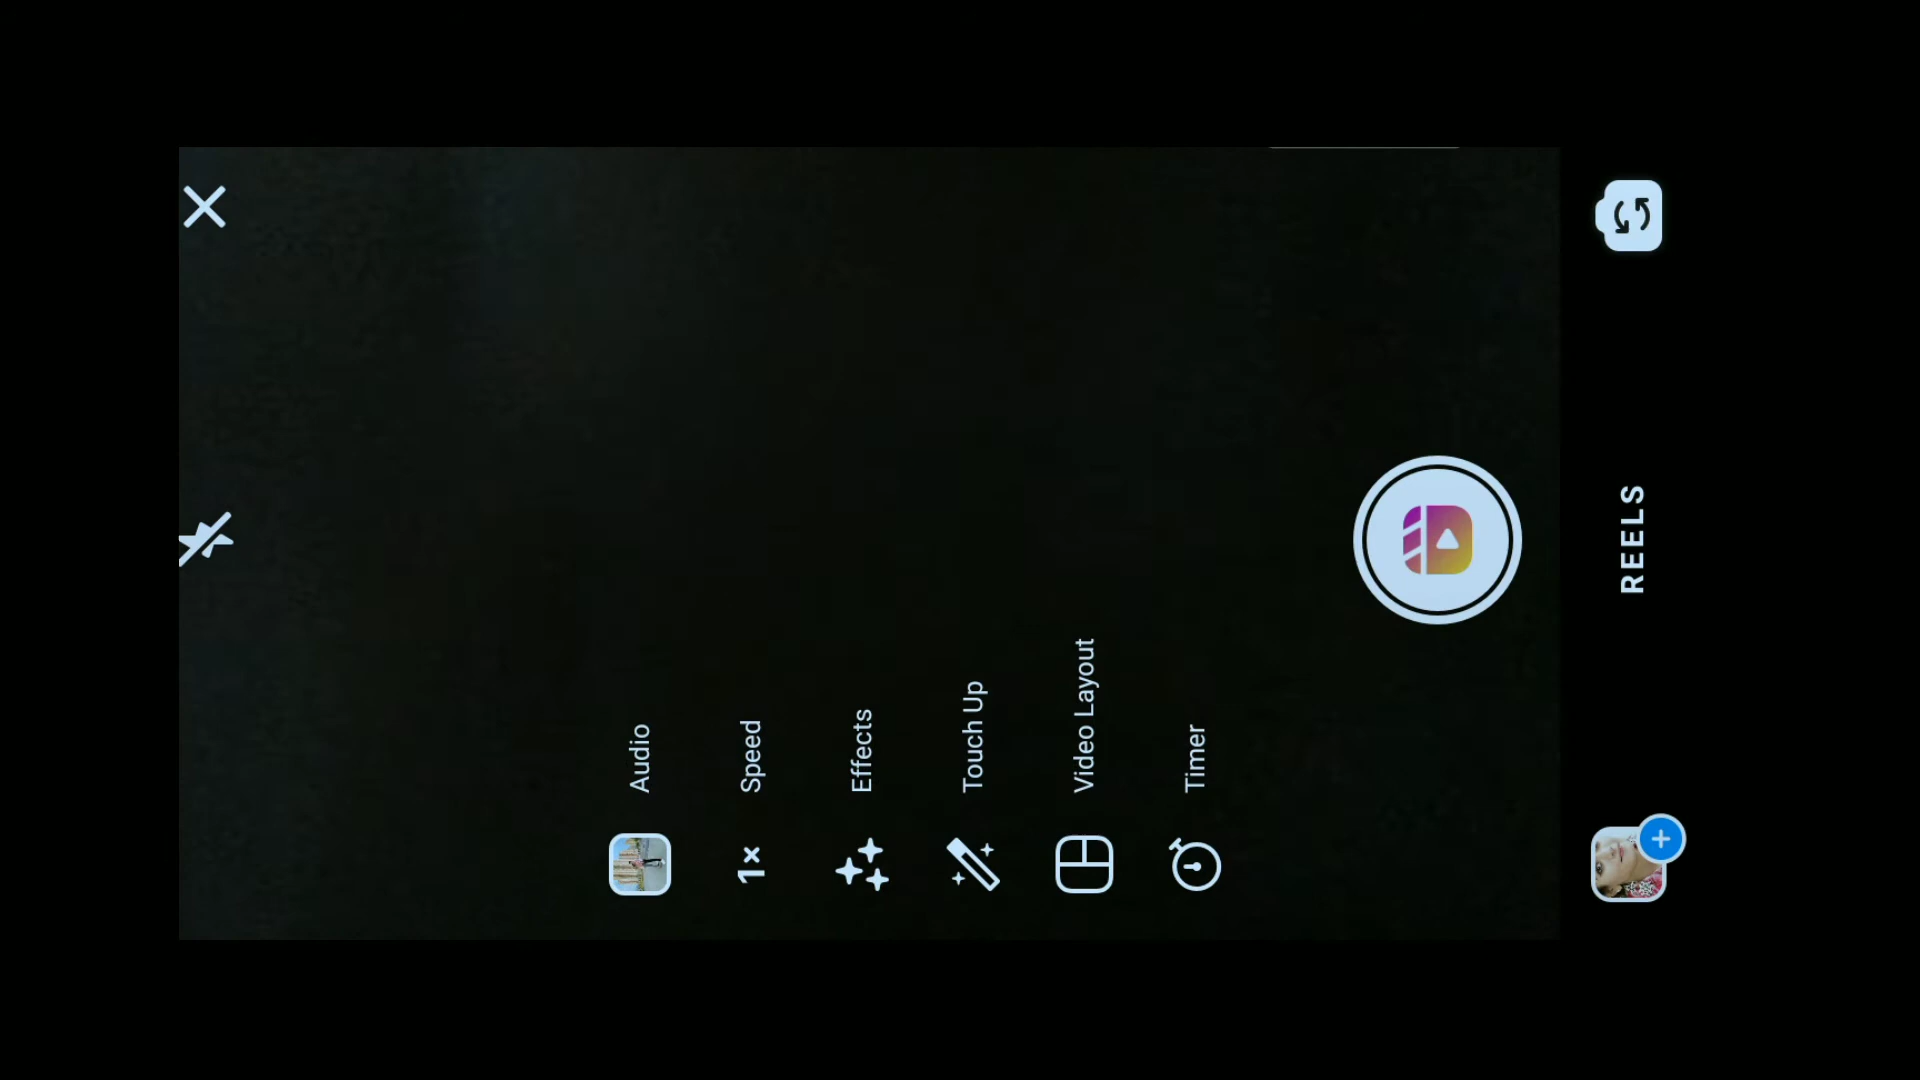 Audio
1×
Speed
Effects
Touch Up
Video Layout
Timer
REELS